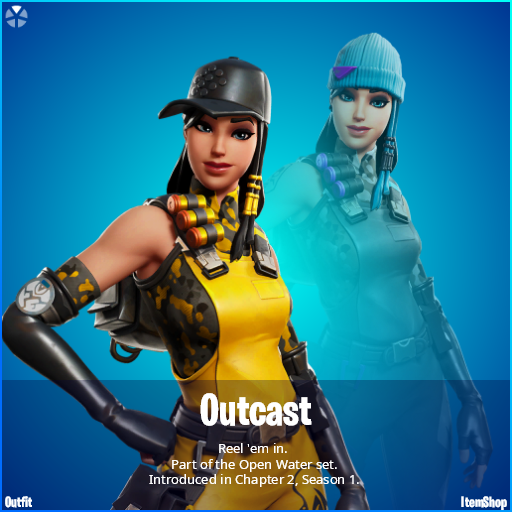 Outcast
Reel 'em in.
Part of the Open Water set.
Introduced in Chapter 2, Season 1.
Outfit
ItemShop